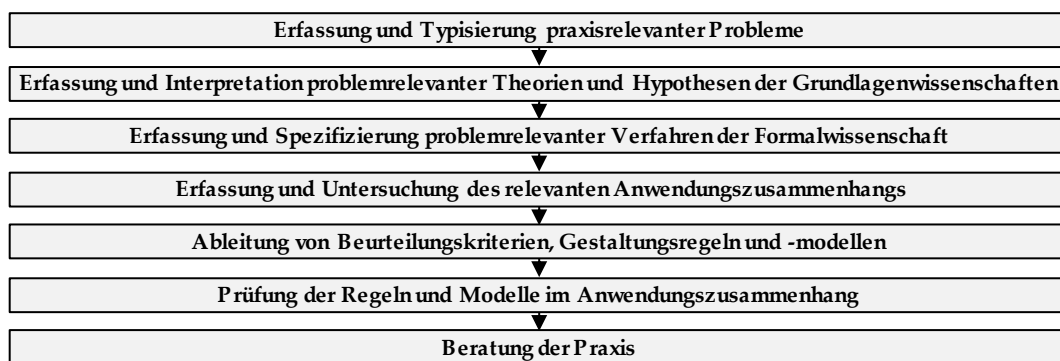 Erfassung und Typisierung praxisrelevanter Probleme
Erfassung und Interpretation problemrelevanter Theorien und Hypothesen der Grundlagenwissenschaften
Erfassung und Spezifizierung problemrelevanter Verfahren der Formalwissenschaft
Erfassung und Untersuchung des relevanten Anwendungszusammenhangs
Ableitung von Beurteilungskriterien, Gestaltungsregeln und -modellen
Prüfung der Regeln und Modelle im Anwendungszusammenhang
Beratung der Praxis